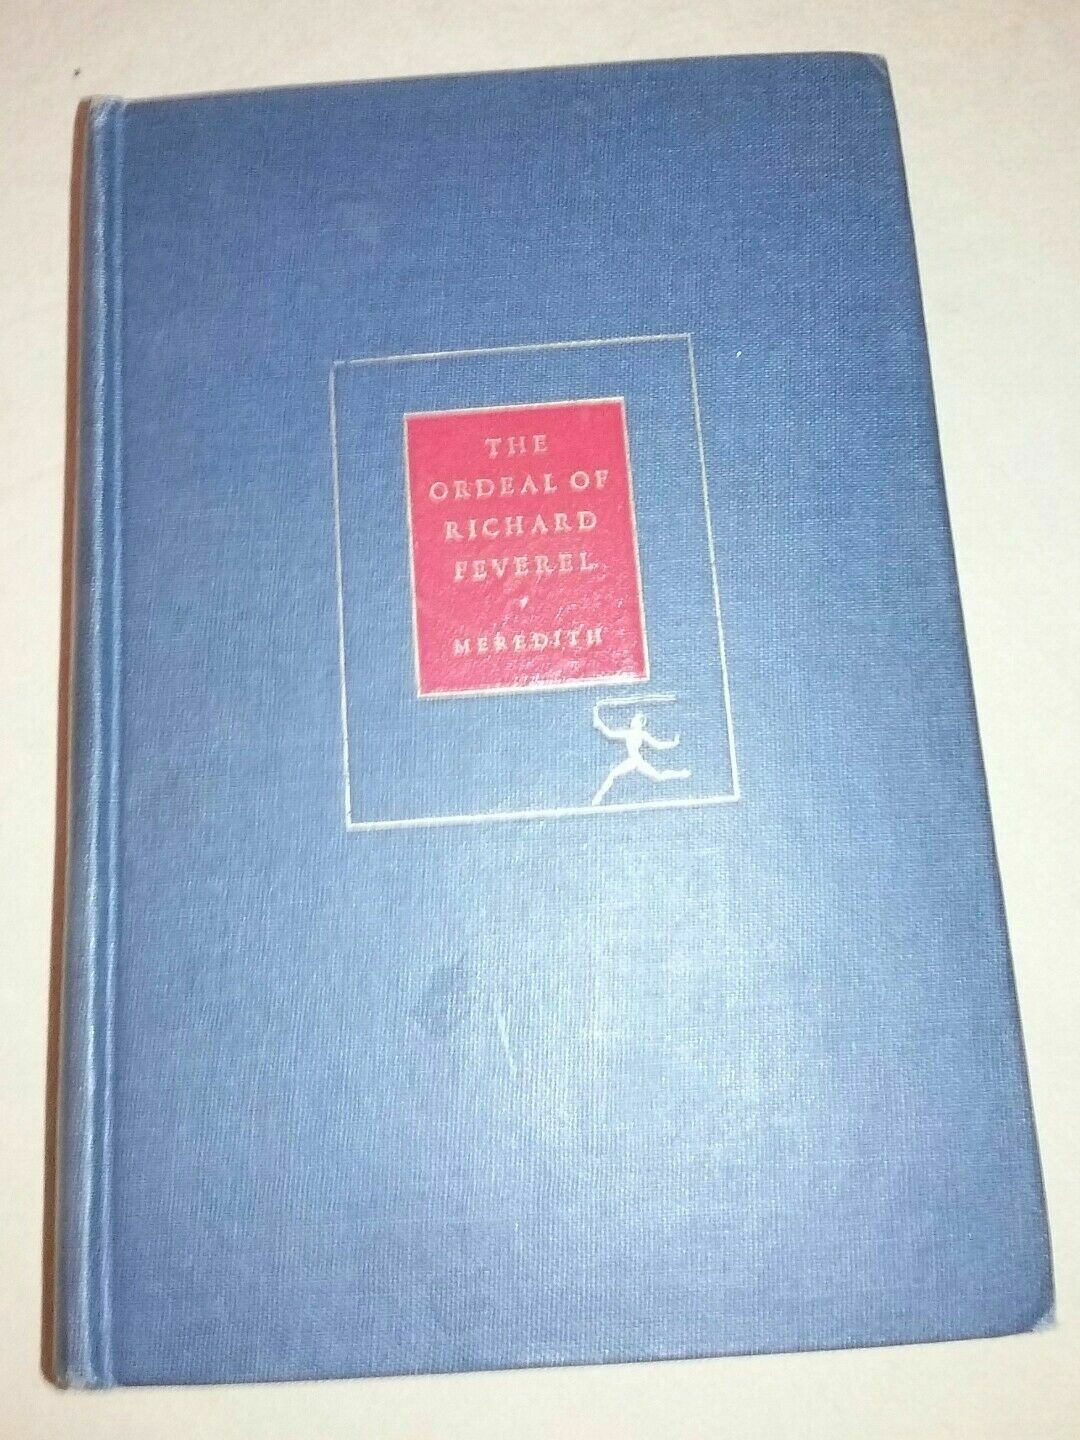 THE
ORDEAL OF
RICHARD
FEVEREL
MEREDITH